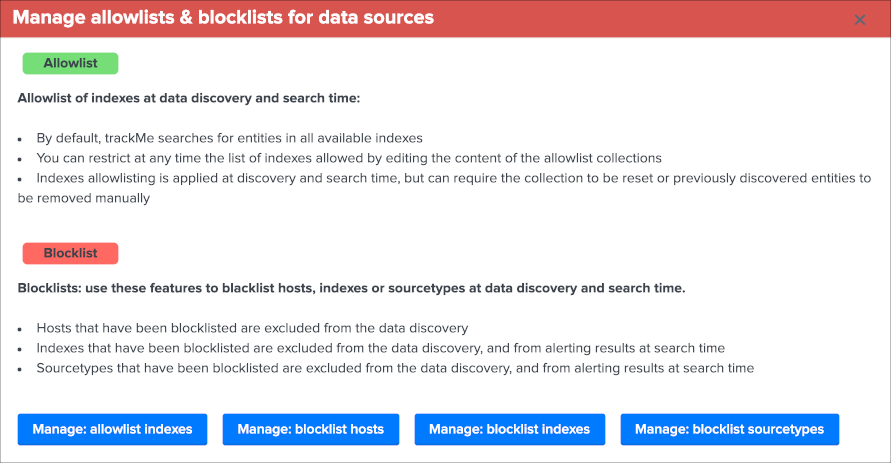 Manage allowlists & blocklists for data sources
×
Allowlist
Allowlist of indexes at data discovery and search time:
• By default, trackMe searches for entities in all available indexes
• You can restrict at any time the list of indexes allowed by editing the content of the allowlist collections
• Indexes allowlisting is applied at discovery and search time, but can require the collection to be reset or previously discovered entities to
be removed manually
Blocklist
Blocklists: use these features to blacklist hosts, indexes or sourcetypes at data discovery and search time.
• Hosts that have been blocklisted are excluded from the data discovery
• Indexes that have been blocklisted are excluded from the data discovery, and from alerting results at search time
• Sourcetypes that have been blocklisted are excluded from the data discovery, and from alerting results at search time
Manage: allowlist indexes Manage: blocklist hosts Manage: blocklist indexes Manage: blocklist sourcetypes